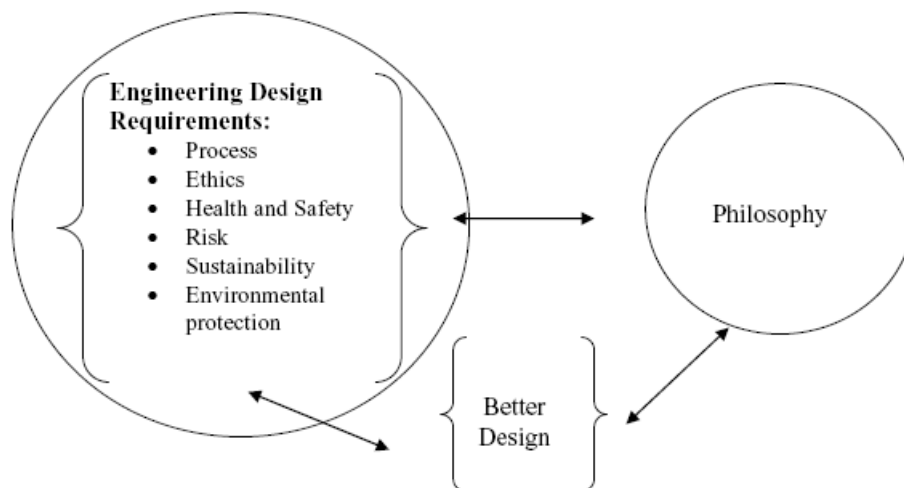 Engineering Design
Requirements:
• Process
• Ethics
• Health and Safety
• Risk
• Sustainability
• Environmental
protection
Philosophy
Better
Design